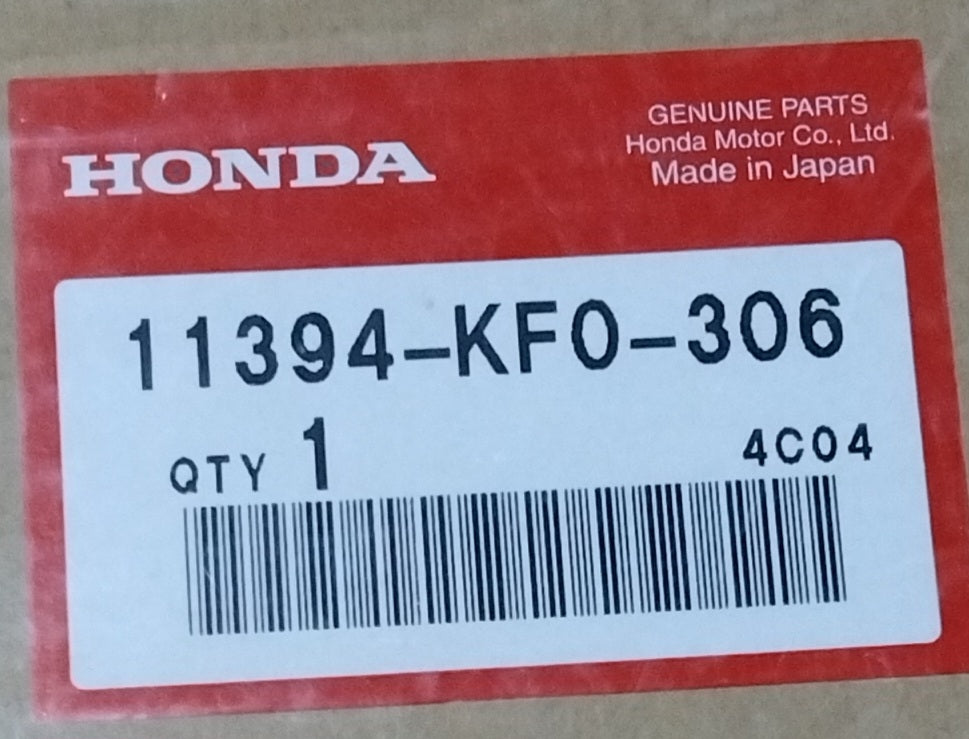 HONDA
GENUINE PARTS
Honda Motor Co., Ltd.
Made in Japan
11394-KF0-306
QTY 1
4C04